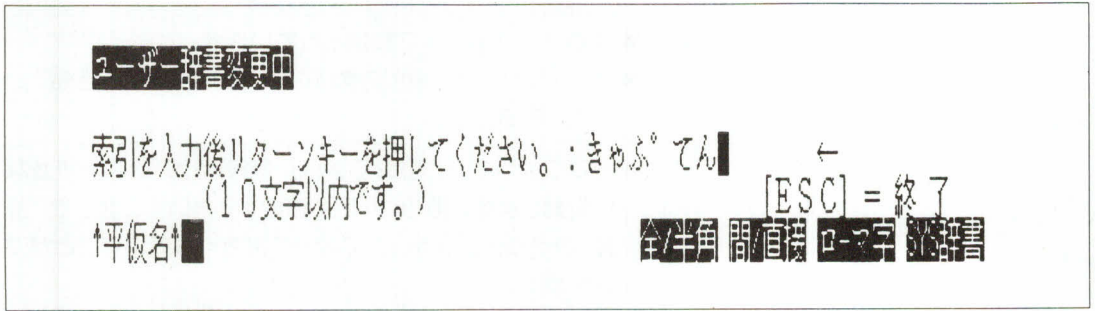 ユーザー辞書変更中
索引を入力後リターンキーを押してください。:きゃぷてん ←
(10文字以内です。)
[ESC]=終了
↑平仮名↑ 全/半角 間/直接 ローマ字 辞書